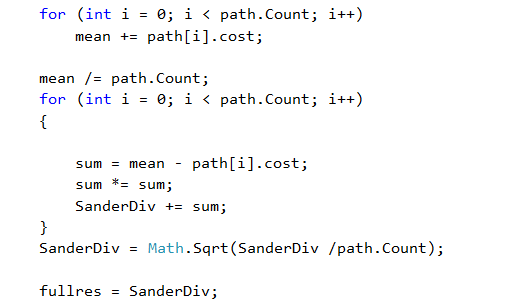 for (int i = 0; i < path.Count; i++)
mean += path[i].cost;
mean /= path.Count;
for (int i = 0; i < path.Count; i++)
{
sum = mean - path[i].cost;
sum *= sum;
SanderDiv += sum;
}
SanderDiv = Math.Sqrt(SanderDiv /path.Count);
fullres = SanderDiv;